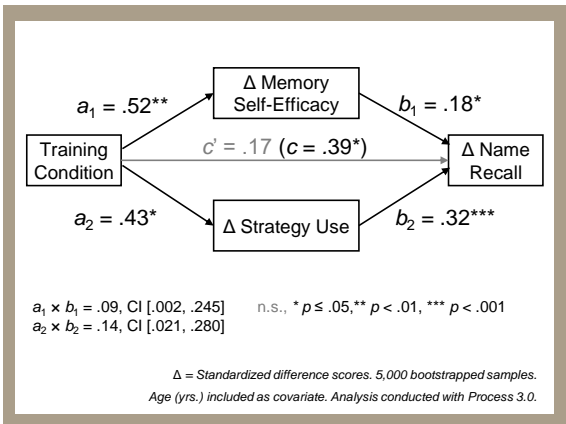 Δ Memory
Self-Efficacy
a₁ = .52**
b₁ = .18*
Training
Condition
c' = .17 (c = .39*)
Δ Name
Recall
a₂ = .43*
Δ Strategy Use
b₂ = .32***
a₁ × b₁ = .09, CI [.002, .245] n.s., * p ≤ .05,** p < .01, *** p < .001
a₂ × b₂ = .14, CI [.021, .280]
Δ = Standardized difference scores. 5,000 bootstrapped samples.
Age (yrs.) included as covariate. Analysis conducted with Process 3.0.